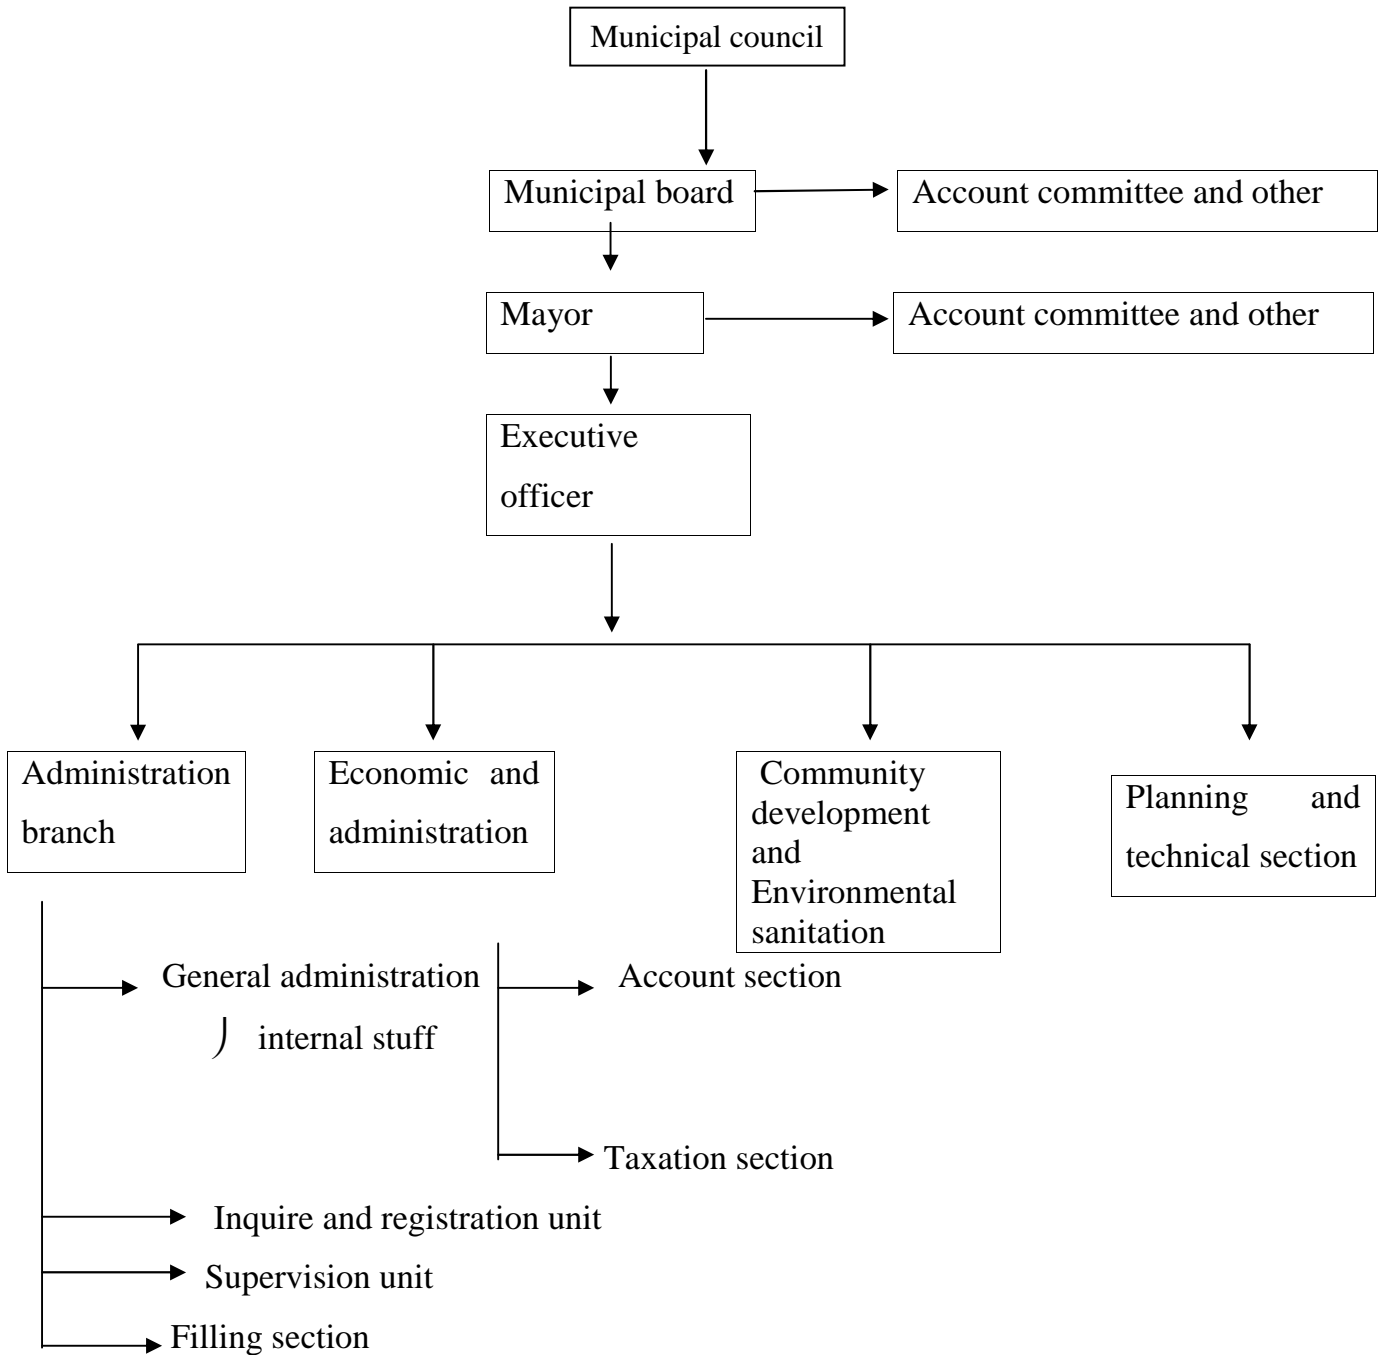 Municipal council
Municipal board
Account committee and other
Mayor
Account committee and other
Executive
officer
Administration
branch
Economic and
administration
Community
development
and
Environmental
sanitation
Planning and
technical section
General administration
internal stuff
Account section
Taxation section
Inquire and registration unit
Supervision unit
Filling section